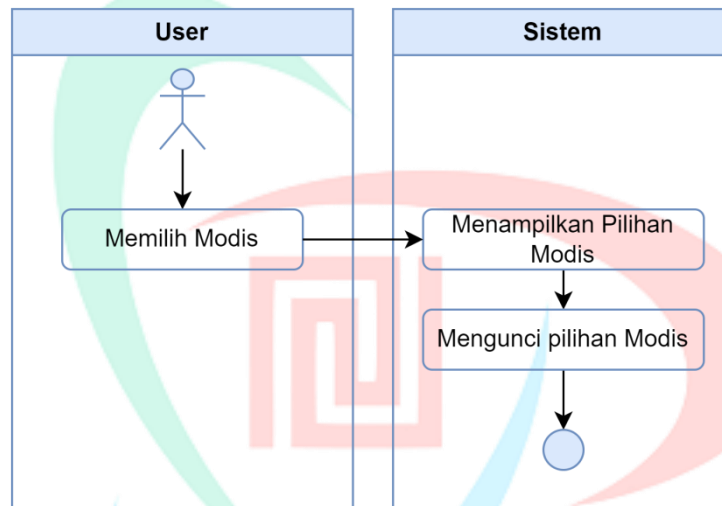 User
Sistem
Memilih Modis
Menampilkan Pilihan
Modis
Mengunci pilihan Modis